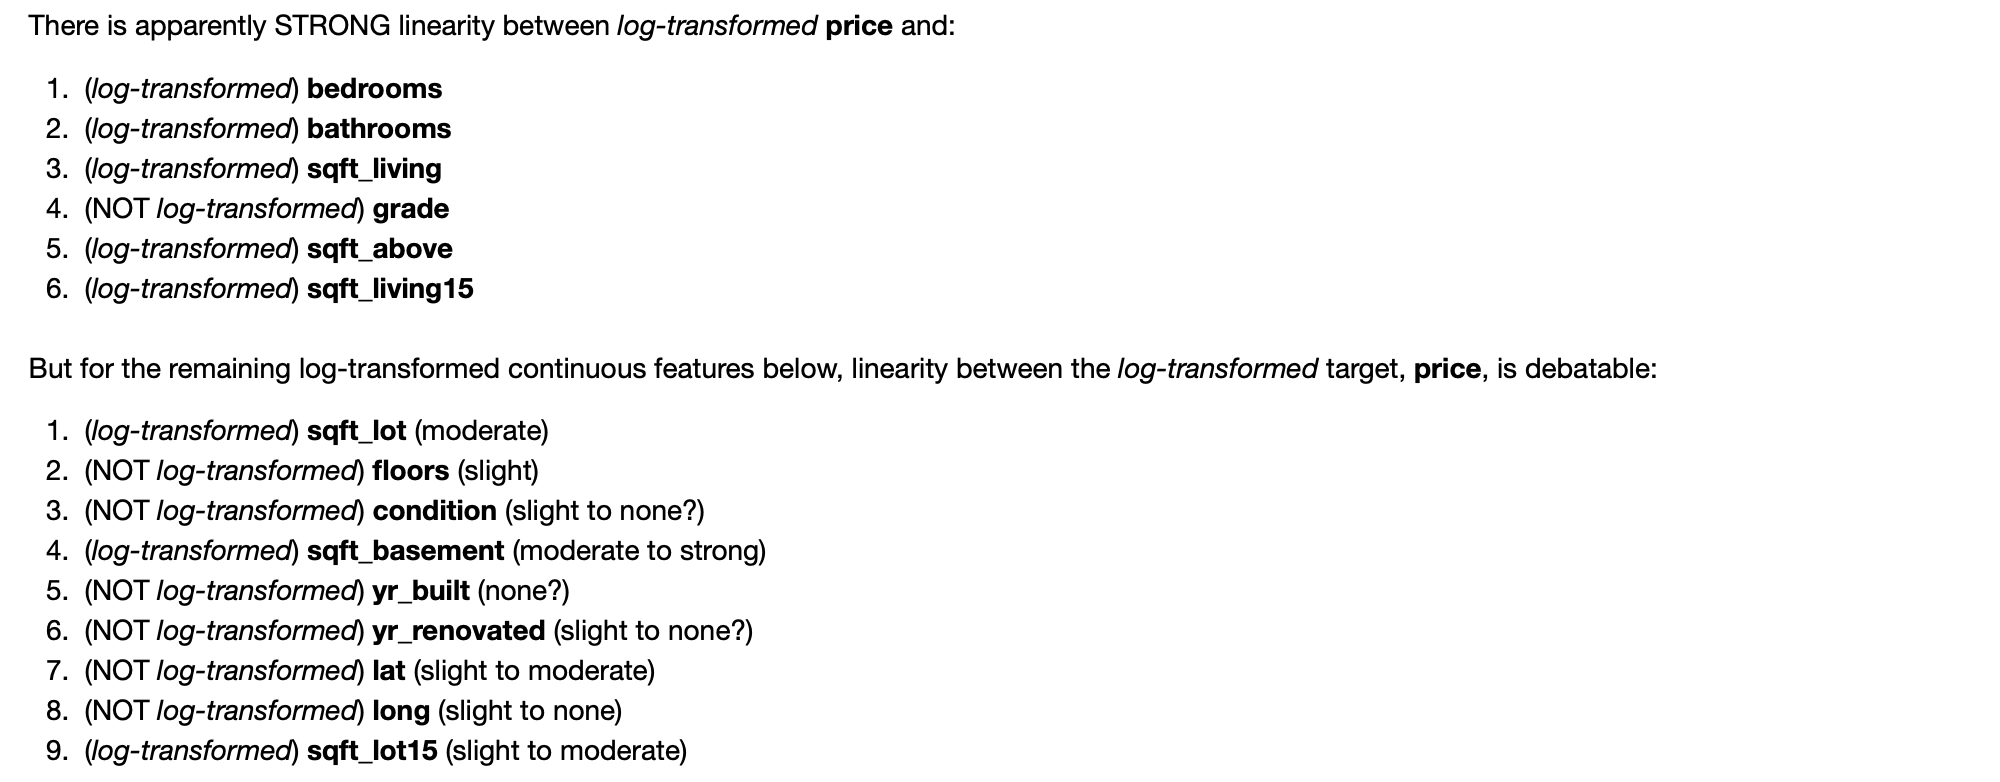 There is apparently STRONG linearity between log-transformed price and:
1. (log-transformed) bedrooms
2. (log-transformed) bathrooms
3. (log-transformed) sqft_living
4. (NOT log-transformed) grade
5. (log-transformed) sqft_above
6. (log-transformed) sqft_living15
But for the remaining log-transformed continuous features below, linearity between the log-transformed target, price, is debatable:
1. (log-transformed) sqft_lot (moderate)
2. (NOT log-transformed) floors (slight)
3. (NOT log-transformed) condition (slight to none?)
4. (log-transformed) sqft_basement (moderate to strong)
5. (NOT log-transformed) yr_built (none?)
6. (NOT log-transformed) yr_renovated (slight to none?)
7. (NOT log-transformed) lat (slight to moderate)
8. (NOT log-transformed) long (slight to none)
9. (log-transformed) sqft_lot15 (slight to moderate)